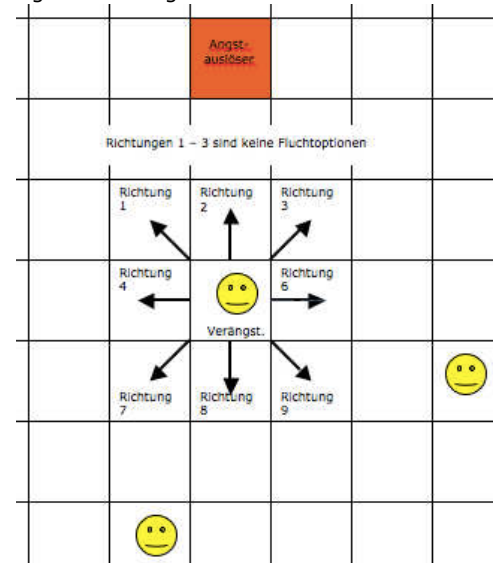 Angst-
auslöser
Richtungen 1 – 3 sind keine Fluchtoptionen
Richtung
1
Richtung
2
Richtung
3
Richtung
4
Richtung
6
Verängst.
Richtung
7
Richtung
8
Richtung
9